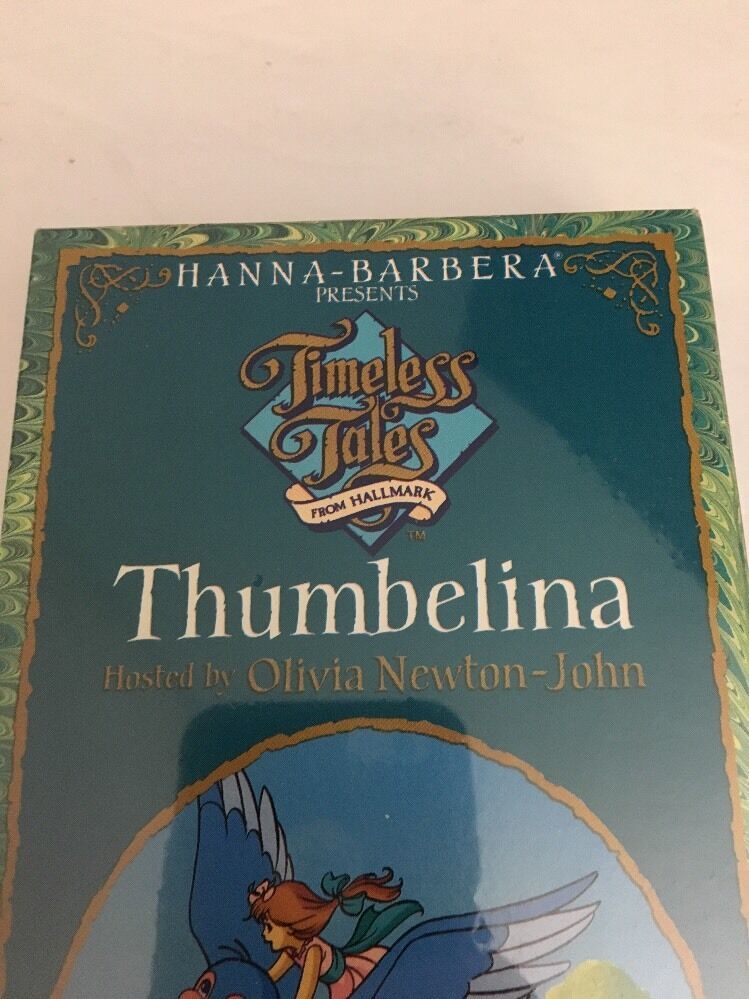 HANNA-BARBERA®
PRESENTS
Timeless
Tales
FROM HALLMARK
TM
Thumbelina
Hosted by Olivia Newton-John